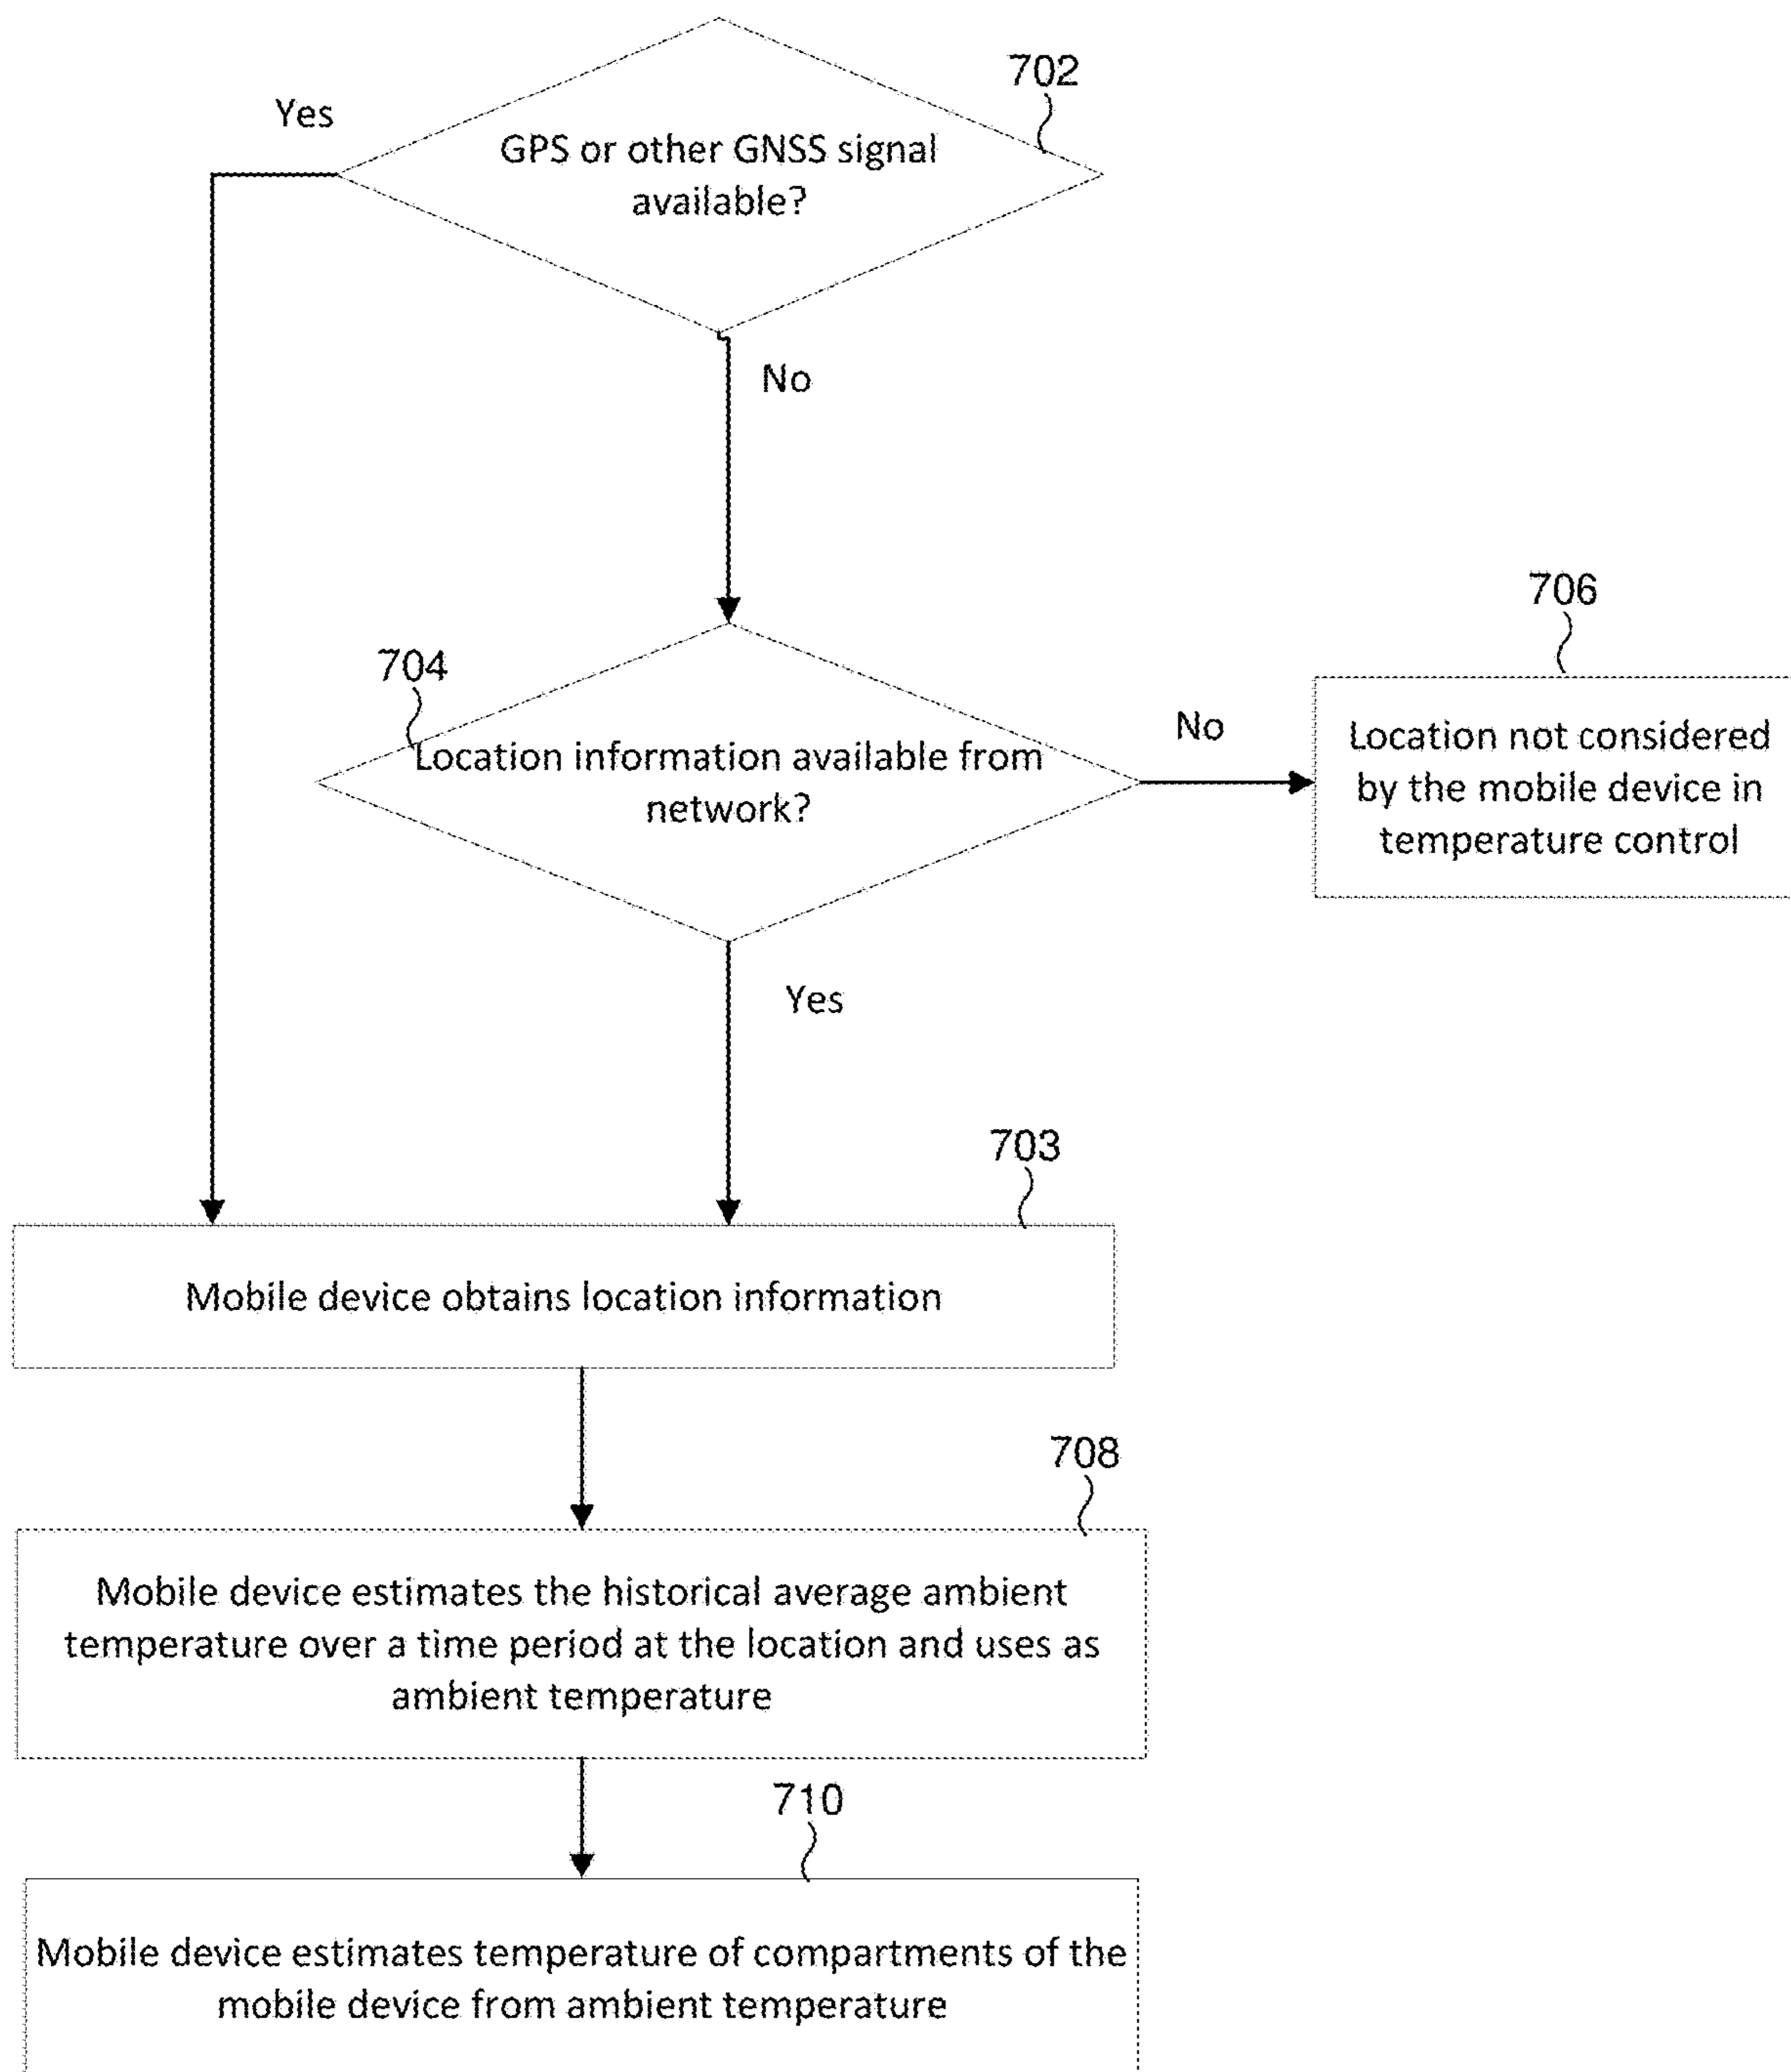 702
Yes
GPS or other GNSS signal
available?
No
706
704
No
Location information available from
network?
Location not considered
by the mobile device in
temperature control
Yes
703
Mobile device obtains location information
708
Mobile device estimates the historical average ambient
temperature over a time period at the location and uses as
ambient temperature
710
Mobile device estimates temperature of compartments of the
mobile device from ambient temperature